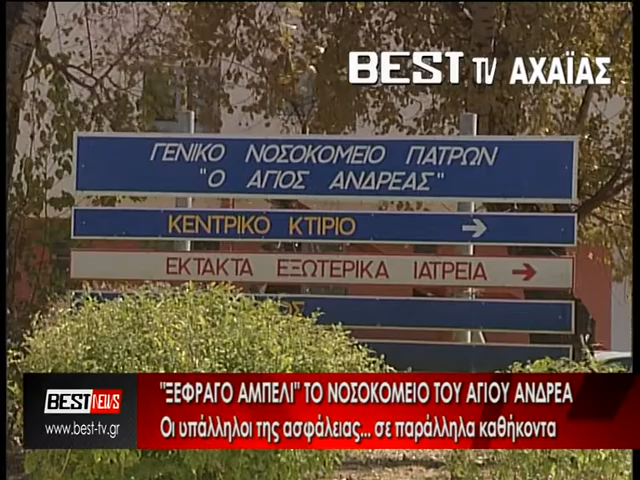 BEST TV ΑΧΑΪΑΣ
ΓΕΝΙΚΟ ΝΟΣΟΚΟΜΕΙΟ ΠΑΤΡΩΝ
"Ο ΑΓΙΟΣ ΑΝΔΡΕΑΣ"
ΚΕΝΤΡΙΚΟ ΚΤΙΡΙΟ
ΕΚΤΑΚΤΑ ΕΞΩΤΕΡΙΚΑ ΙΑΤΡΕΙΑ
"ΞΕΦΡΑΓΟ ΑΜΠΕΛΙ" ΤΟ ΝΟΣΟΚΟΜΕΙΟ ΤΟΥ ΑΓΙΟΥ ΑΝΔΡΕΑ
BEST NEWS
www.best-tv.gr
Οι υπάλληλοι της ασφάλειας... σε παράλληλα καθήκοντα